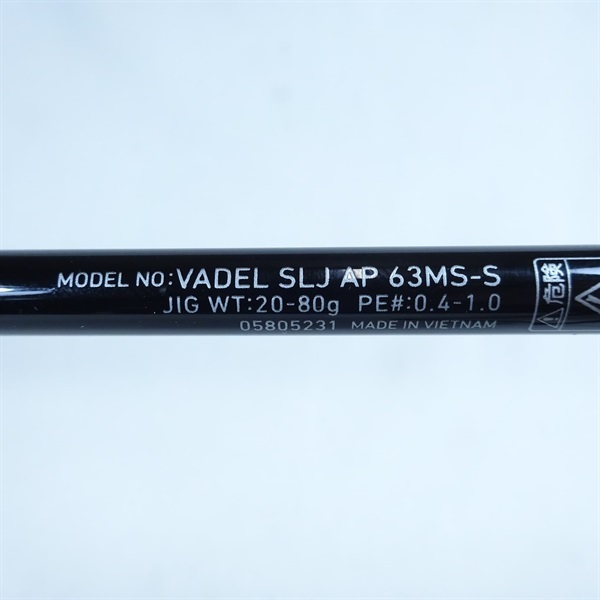 MODEL NO:VADEL SLJ AP 63MS-S
JIG WT:20-80g PE#:0.4-1.0
05805231 MADE IN VIETNAM
危険